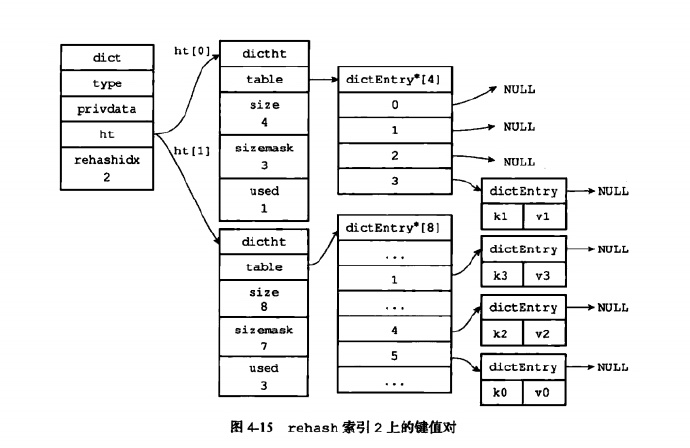 dict
type
privdata
ht
rehashidx
2
ht[0]
ht[1]
dictht
table
size
4
sizemask
3
used
1
dictht
table
size
8
sizemask
7
used
3
dictEntry*[4]
0
1
2
3
NULL
NULL
NULL
dictEntry
k1 v1
NULL
dictEntry*[8]
...
1
...
4
5
...
dictEntry
k3 v3
NULL
dictEntry
k2 v2
NULL
dictEntry
k0 v0
NULL
图 4-15 rehash 索引 2 上的键值对